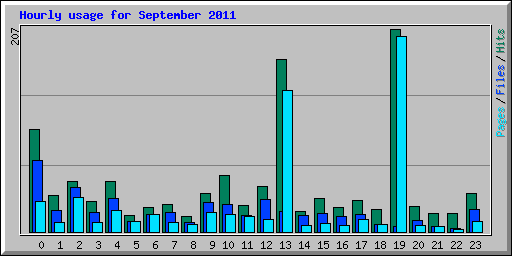 Hourly usage for September 2011
207
Pages/Files/Hits
0 1 2 3 4 5 6 7 8 9 10 11 12 13 14 15 16 17 18 19 20 21 22 23